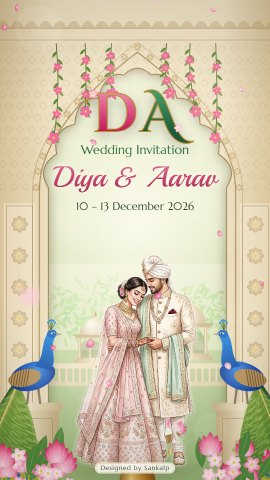 DA
Wedding Invitation
Diya & Aarav
10 – 13 December 2026
Designed by Sankalp